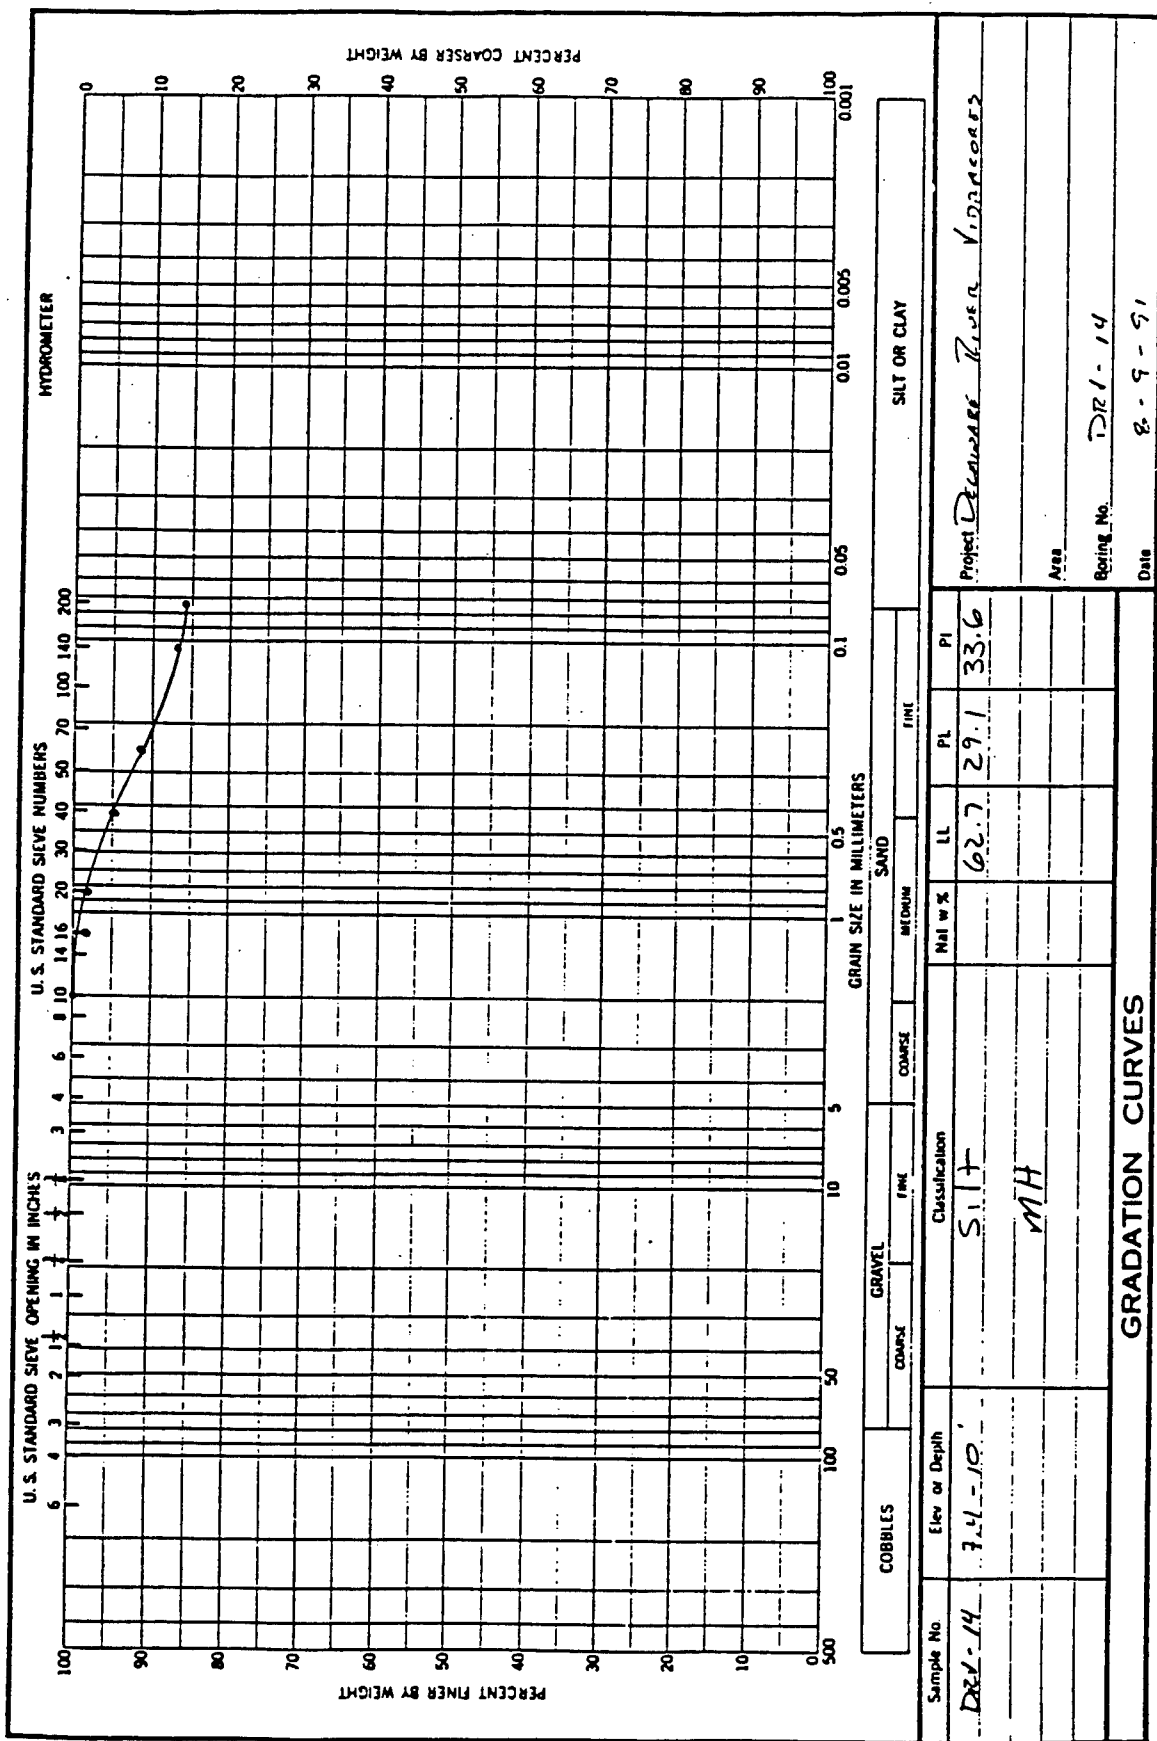 U.S. STANDARD SIEVE OPENING IN INCHES
U.S. STANDARD SIEVE NUMBERS
HYDROMETER
6 4 3 2 1½ 1 ¾ ½ ⅜ 3 4 6 8 10 14 16 20 30 40 50 60 70 100 140 200
PERCENT FINER BY WEIGHT
100
90
80
70
60
50
40
30
20
10
0
PERCENT COARSER BY WEIGHT
0
10
20
30
40
50
60
70
80
90
100
500 100 50 10 5 1 0.5 0.1 0.05 0.01 0.005 0.001
GRAIN SIZE IN MILLIMETERS
COBBLES
GRAVEL
COARSE
FINE
SAND
COARSE
MEDIUM
FINE
SILT OR CLAY
Sample No. Elev or Depth Classification Nat w % LL PL PI
DRV-14 7.4-10' Silt 62.7 29.1 33.6
MH
Project Delaware River Vibracores
Area
Boring No. DRV-14
Date 8-9-91
GRADATION CURVES